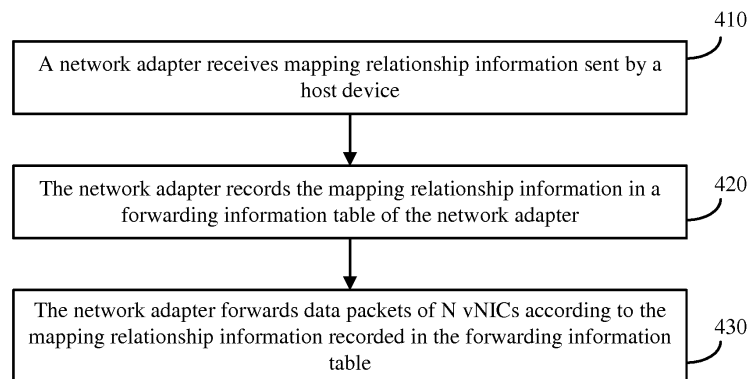 410
A network adapter receives mapping relationship information sent by a
host device
420
The network adapter records the mapping relationship information in a
forwarding information table of the network adapter
The network adapter forwards data packets of N vNICs according to the
mapping relationship information recorded in the forwarding information
table
430